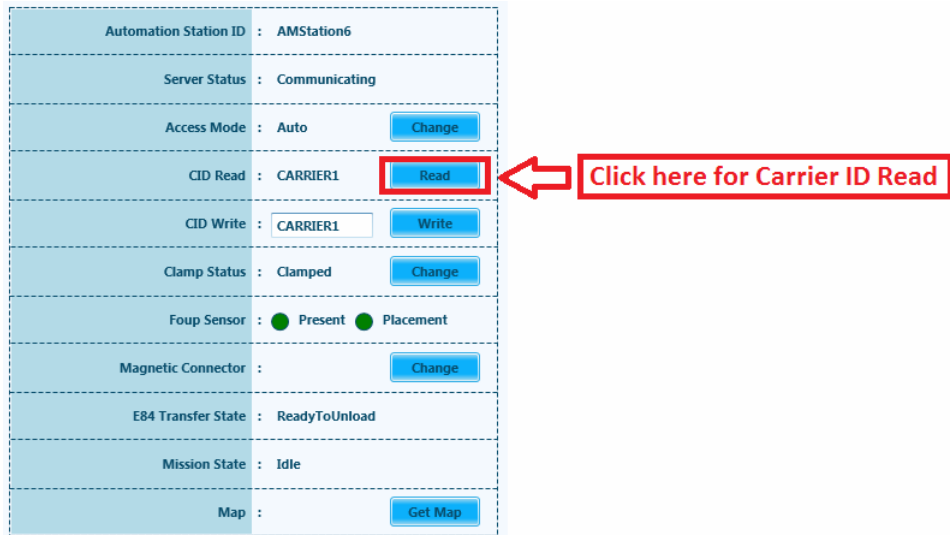 Automation Station ID : AMStation6
Server Status : Communicating
Access Mode : Auto Change
CID Read : CARRIER1 Read
Click here for Carrier ID Read
CID Write : CARRIER1 Write
Clamp Status : Clamped Change
Foup Sensor : Present Placement
Magnetic Connector : Change
E84 Transfer State : ReadyToUnload
Mission State : Idle
Map : Get Map